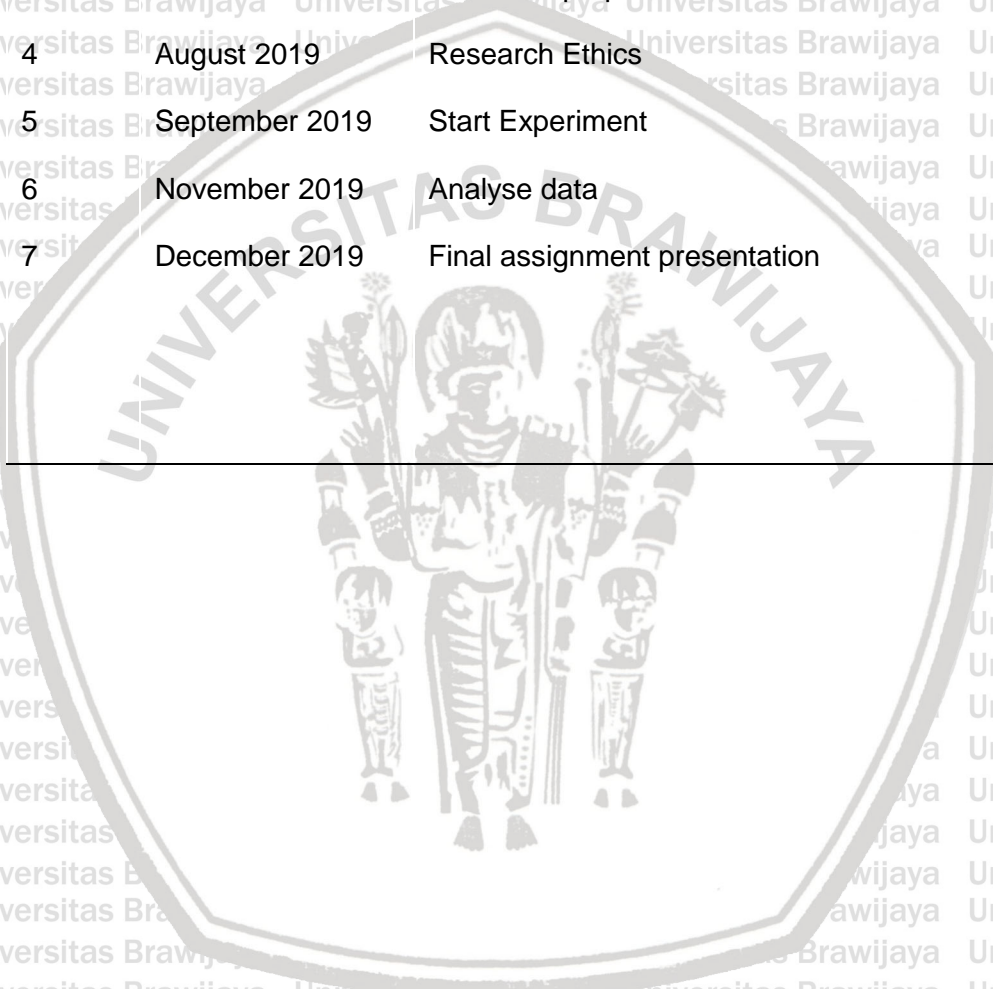 4 August 2019 Research Ethics
5 September 2019 Start Experiment
6 November 2019 Analyse data
7 December 2019 Final assignment presentation
UNIVERSITAS BRAWIJAYA